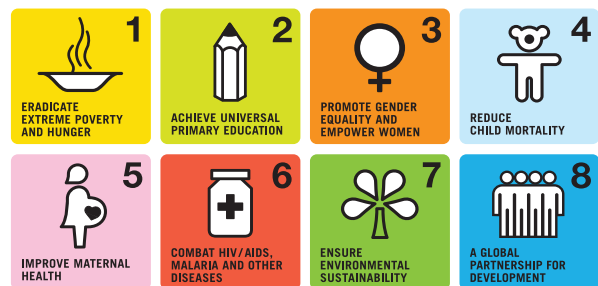 1
ERADICATE
EXTREME POVERTY
AND HUNGER
2
ACHIEVE UNIVERSAL
PRIMARY EDUCATION
3
PROMOTE GENDER
EQUALITY AND
EMPOWER WOMEN
4
REDUCE
CHILD MORTALITY
5
IMPROVE MATERNAL
HEALTH
6
COMBAT HIV/AIDS,
MALARIA AND OTHER
DISEASES
7
ENSURE
ENVIRONMENTAL
SUSTAINABILITY
8
A GLOBAL
PARTNERSHIP FOR
DEVELOPMENT